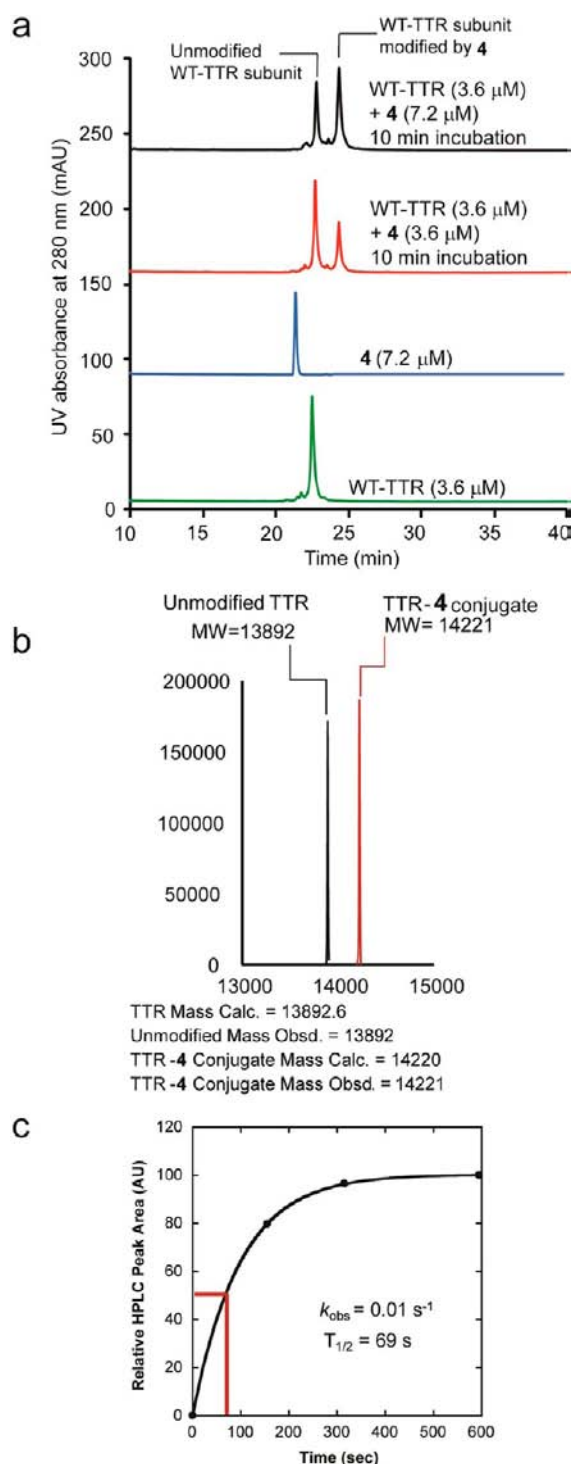 a
Unmodified
WT-TTR subunit
WT-TTR subunit
modified by 4
WT-TTR (3.6 μM)
+ 4 (7.2 μM)
10 min incubation
WT-TTR (3.6 μM)
+ 4 (3.6 μM)
10 min incubation
4 (7.2 μM)
WT-TTR (3.6 μM)
UV absorbance at 280 nm (mAU)
300
250
200
150
100
50
0
10 20 30 40
Time (min)
b
Unmodified TTR
MW=13892
TTR-4 conjugate
MW= 14221
200000
150000
100000
50000
0
13000 14000 15000
TTR Mass Calc. = 13892.6
Unmodified Mass Obsd. = 13892
TTR-4 Conjugate Mass Calc. = 14220
TTR-4 Conjugate Mass Obsd. = 14221
c
Relative HPLC Peak Area (AU)
120
100
80
60
40
20
0
kobs = 0.01 s-1
T1/2 = 69 s
0 100 200 300 400 500 600
Time (sec)